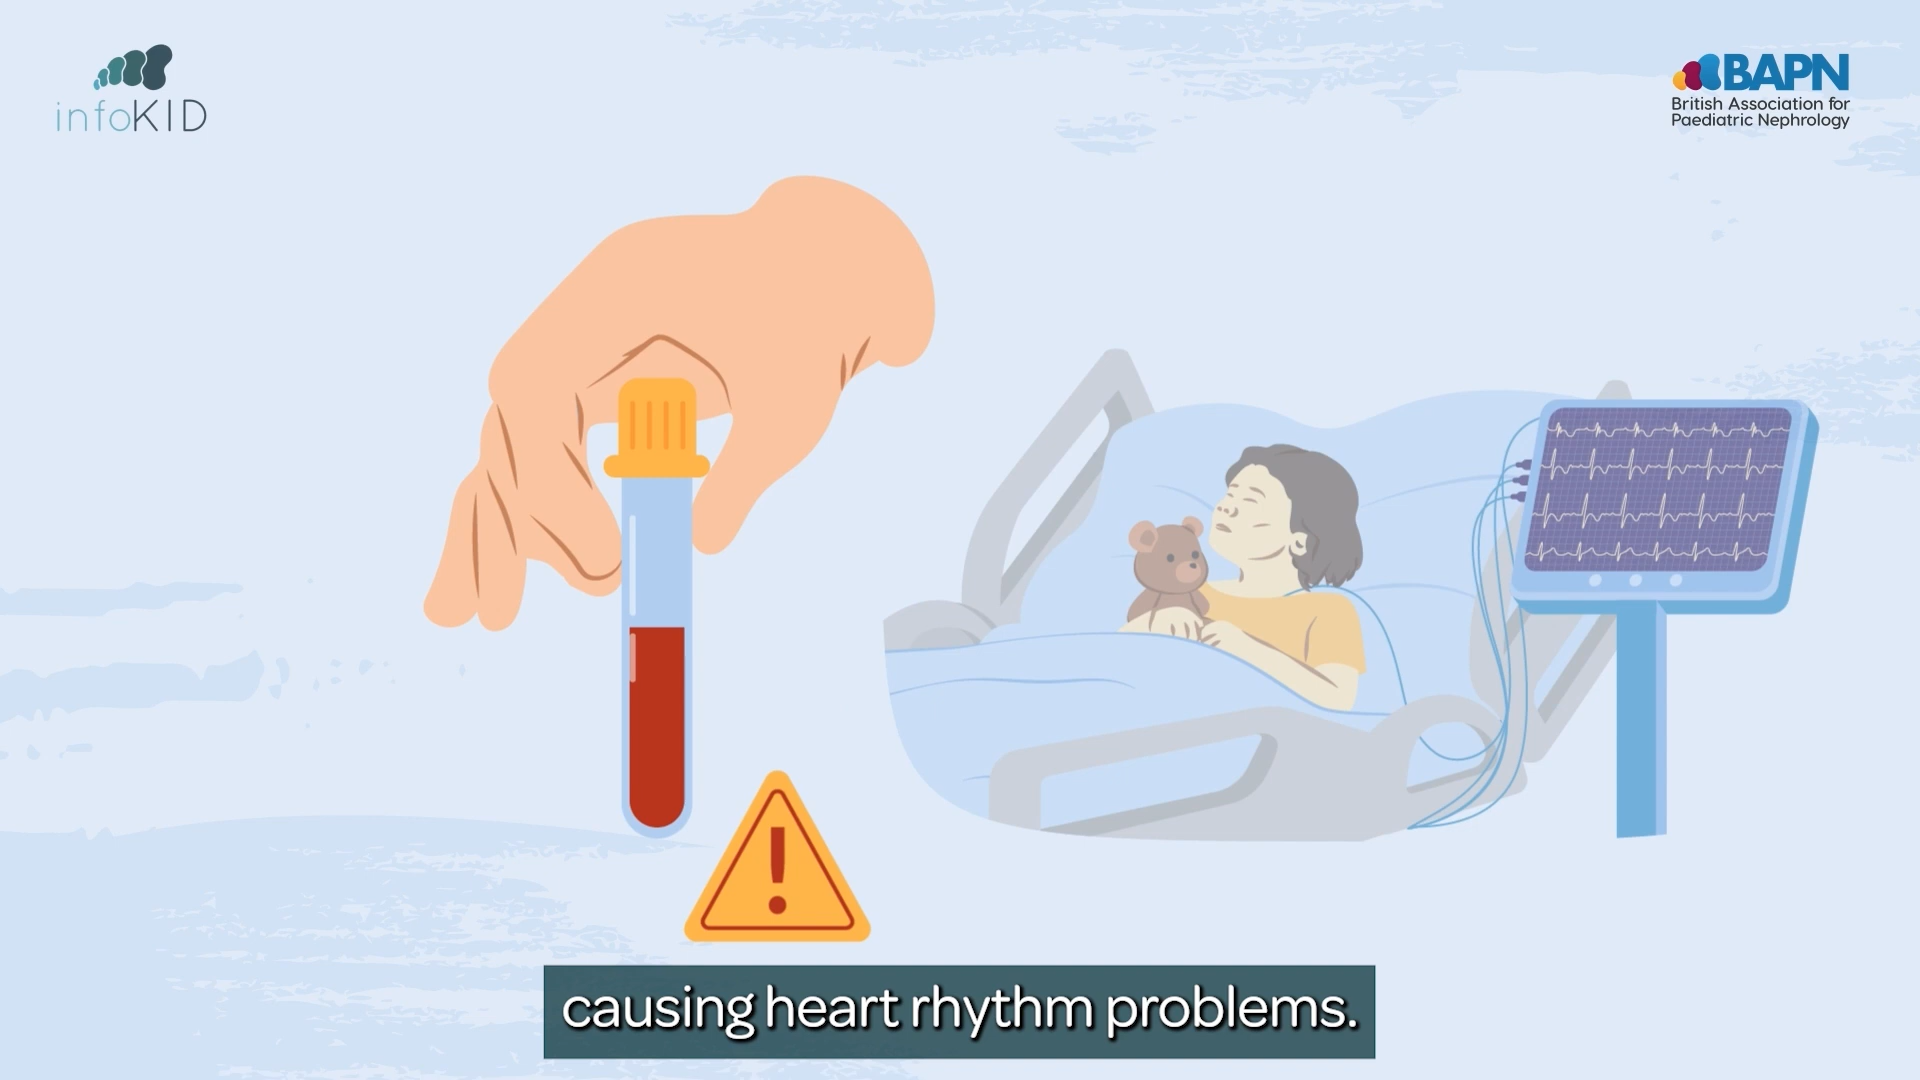 infoKID
BAPN
British Association for
Paediatric Nephrology
causing heart rhythm problems.